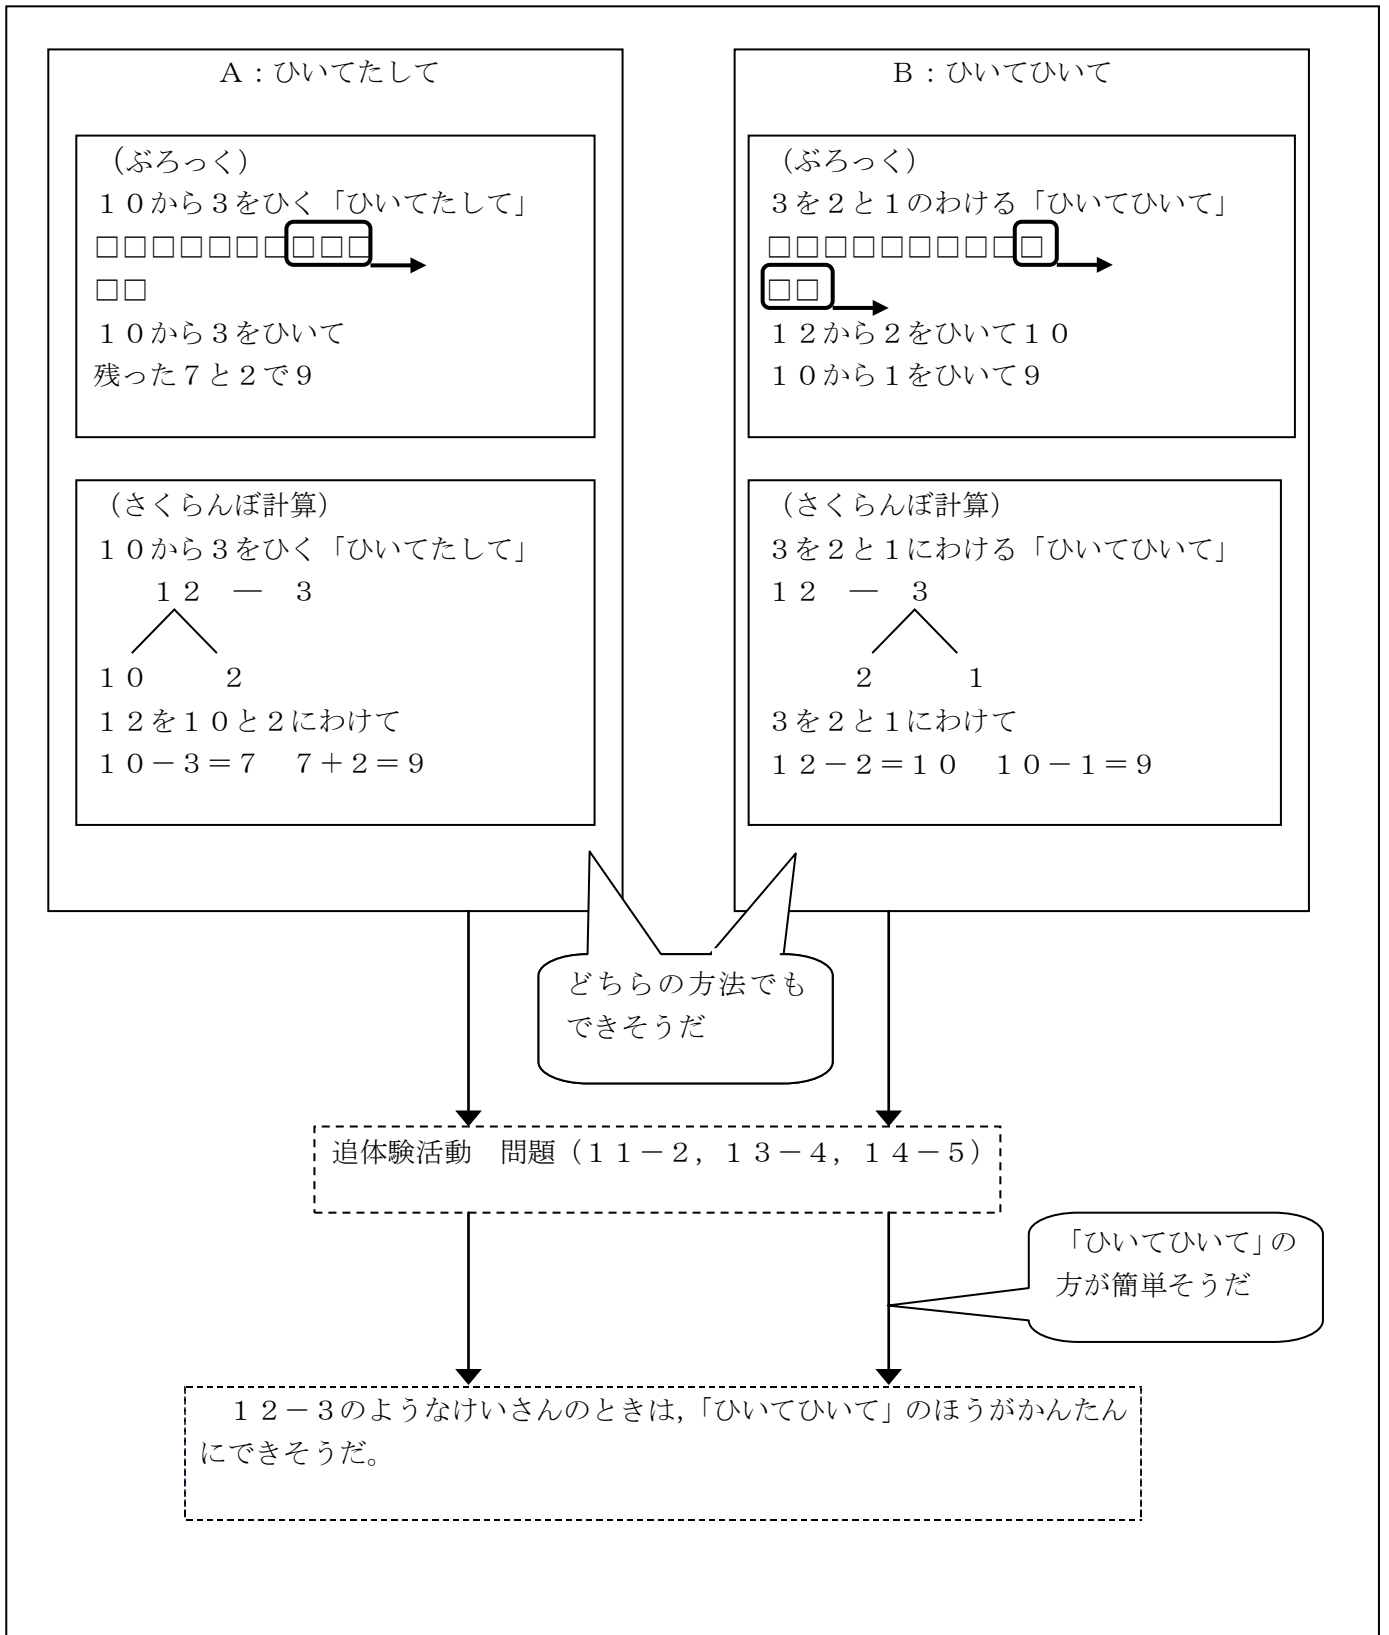 A：ひいてたして
（ぶろっく）
１０から３をひく「ひいてたして」
□□□□□□□□□□
□□
１０から３をひいて
残った７と２で９
（さくらんぼ計算）
１０から３をひく「ひいてたして」
１２　―　３
１０　　２
１２を１０と２にわけて
１０－３＝７　７＋２＝９
B：ひいてひいて
（ぶろっく）
３を２と１のわける「ひいてひいて」
□□□□□□□□□□
□□
１２から２をひいて１０
１０から１をひいて９
（さくらんぼ計算）
３を２と１にわける「ひいてひいて」
１２　―　３
２　　１
３を２と１にわけて
１２－２＝１０　１０－１＝９
どちらの方法でも
できそうだ
追体験活動　問題（１１－２，１３－４，１４－５）
「ひいてひいて」の
方が簡単そうだ
１２－３のようなけいさんのときは，「ひいてひいて」のほうがかんたん
にできそうだ。